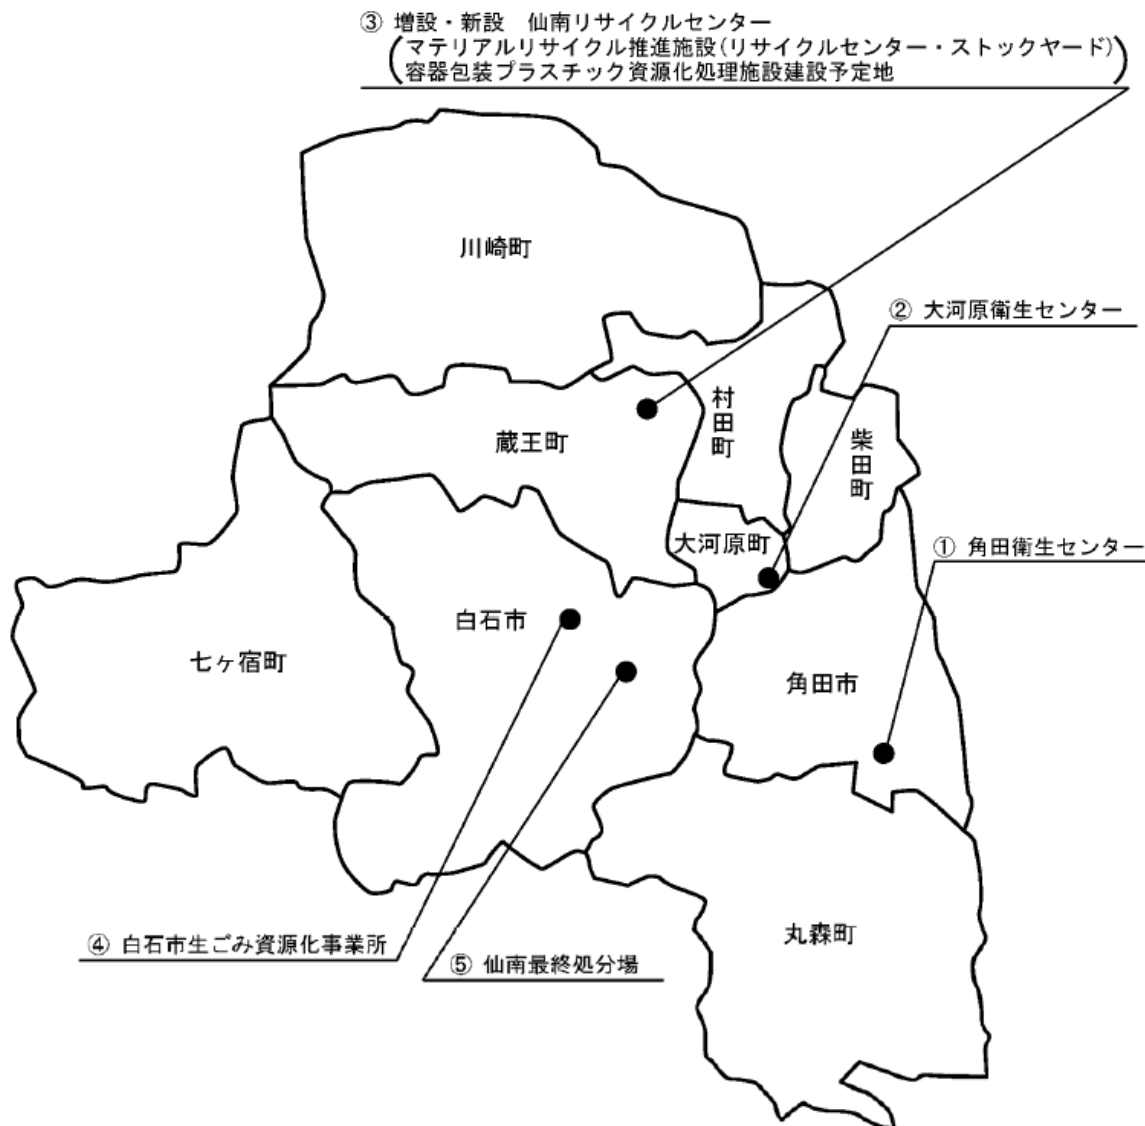 ③ 増設・新設　仙南リサイクルセンター
(マテリアルリサイクル推進施設(リサイクルセンター・ストックヤード)
容器包装プラスチック資源化処理施設建設予定地)
川崎町
② 大河原衛生センター
村田町
柴田町
蔵王町
大河原町
① 角田衛生センター
白石市
七ヶ宿町
角田市
丸森町
④ 白石市生ごみ資源化事業所
⑤ 仙南最終処分場